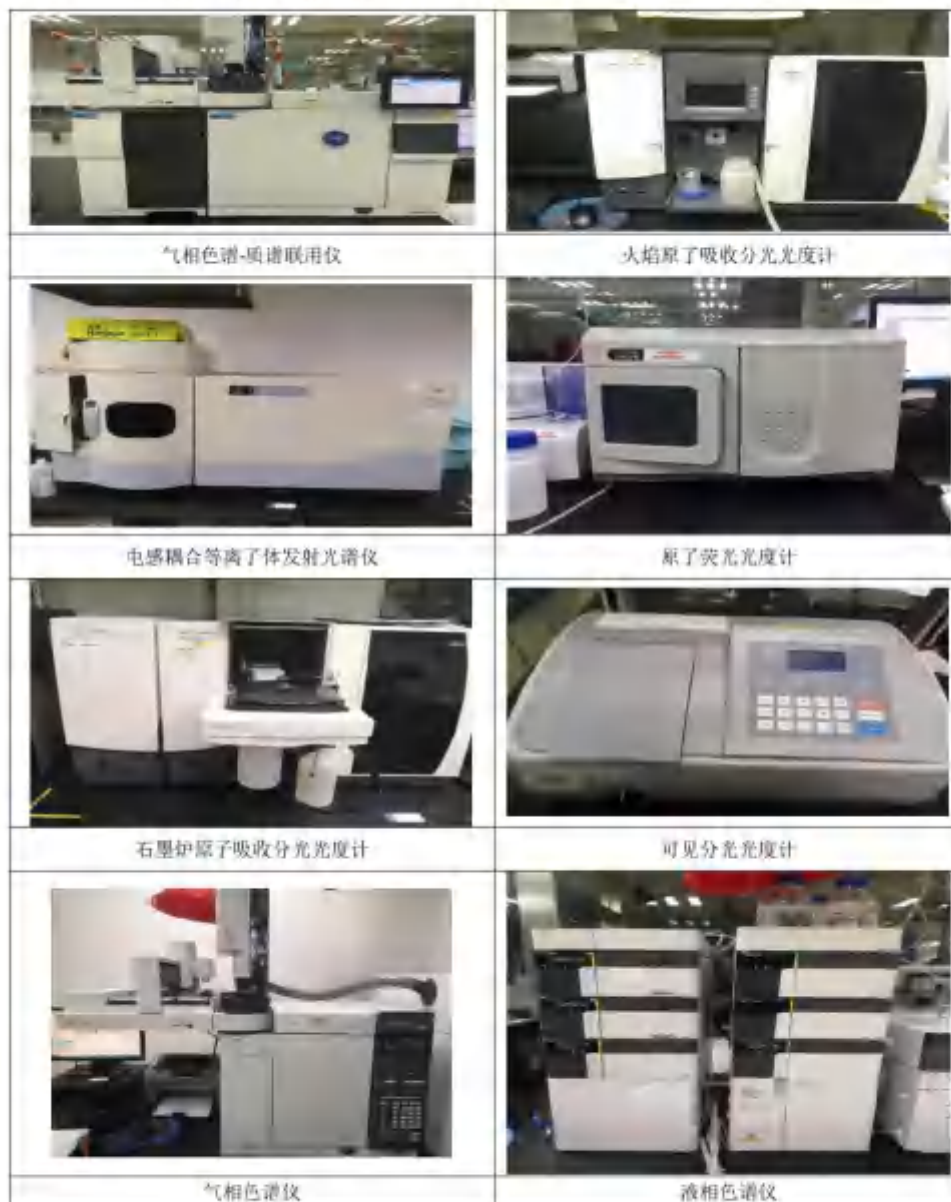 气相色谱-质谱联用仪
火焰原子吸收分光光度计
电感耦合等离子体发射光谱仪
原子荧光光度计
石墨炉原子吸收分光光度计
可见分光光度计
气相色谱仪
液相色谱仪